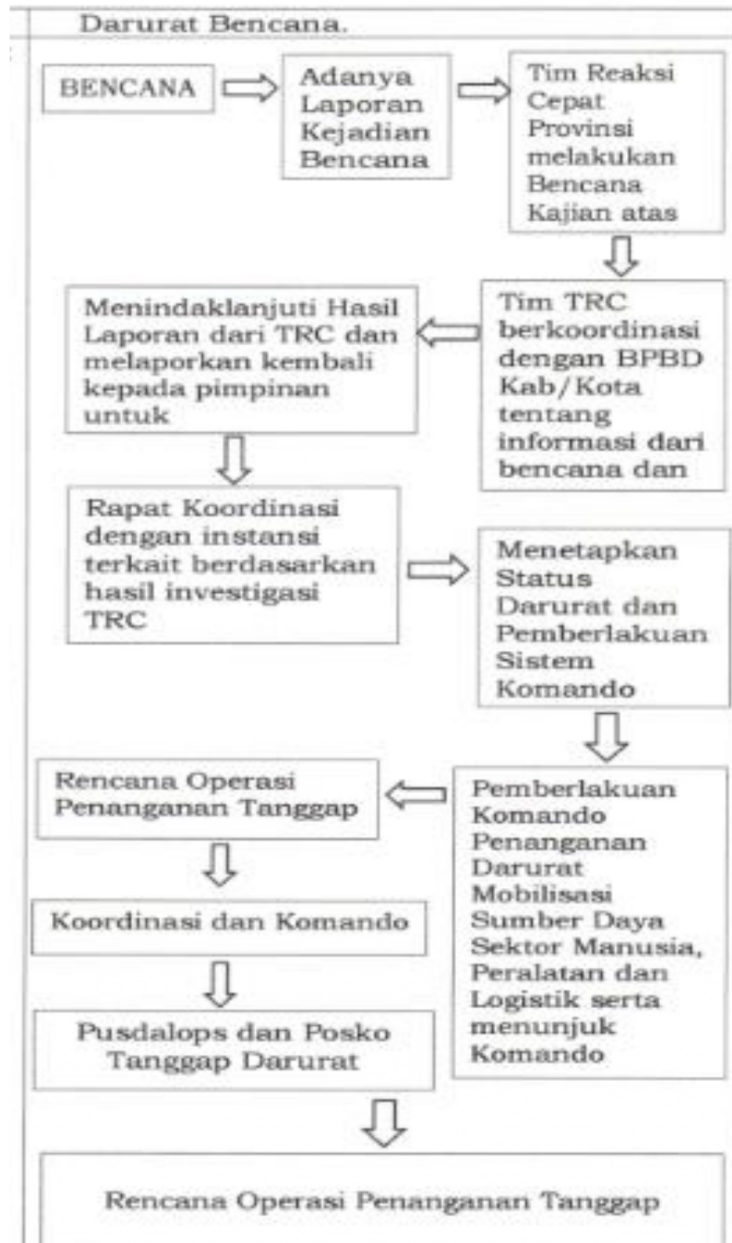 Darurat Bencana.
BENCANA
Adanya
Laporan
Kejadian
Bencana
Tim Reaksi
Cepat
Provinsi
melakukan
Bencana
Kajian atas
Tim TRC
berkoordinasi
dengan BPBD
Kab/Kota
tentang
informasi dari
bencana dan
Menindaklanjuti Hasil
Laporan dari TRC dan
melaporkan kembali
kepada pimpinan
untuk
Rapat Koordinasi
dengan instansi
terkait berdasarkan
hasil investigasi
TRC
Menetapkan
Status
Darurat dan
Pemberlakuan
Sistem
Komando
Pemberlakuan
Komando
Penanganan
Darurat
Mobilisasi
Sumber Daya
Sektor Manusia,
Peralatan dan
Logistik serta
menunjuk
Komando
Rencana Operasi
Penanganan Tanggap
Koordinasi dan Komando
Pusdalops dan Posko
Tanggap Darurat
Rencana Operasi Penanganan Tanggap